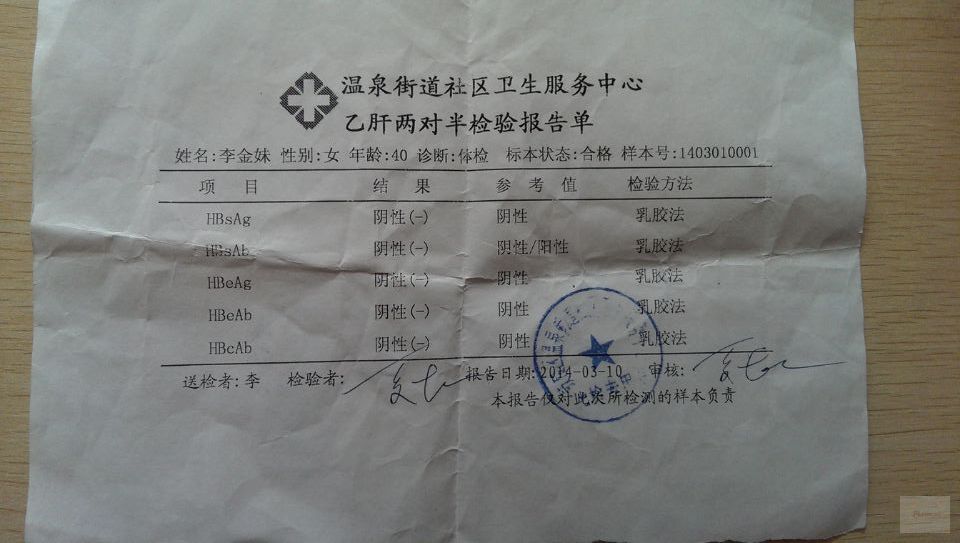 温泉街道社区卫生服务中心
乙肝两对半检验报告单
姓名:李金妹 性别:女 年龄:40 诊断:体检 标本状态:合格 样本号:1403010001
项 目 结 果 参 考 值 检验方法
HBsAg 阴性(-) 阴性 乳胶法
HBsAb 阴性(-) 阴性/阳性 乳胶法
HBeAg 阴性(-) 阴性 乳胶法
HBeAb 阴性(-) 阴性 乳胶法
HBcAb 阴性(-) 阴性 乳胶法
送检者:李 检验者: 报告日期:2014-03-10 审核:
本报告仅对此次所检测的样本负责